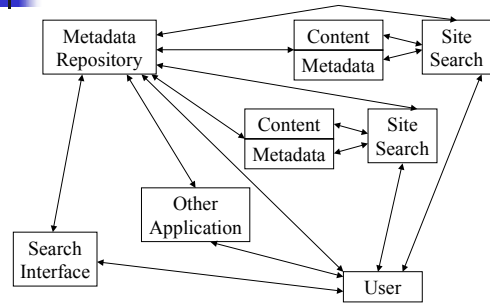 Metadata
Repository
Content
Metadata
Site
Search
Content
Metadata
Site
Search
Other
Application
Search
Interface
User